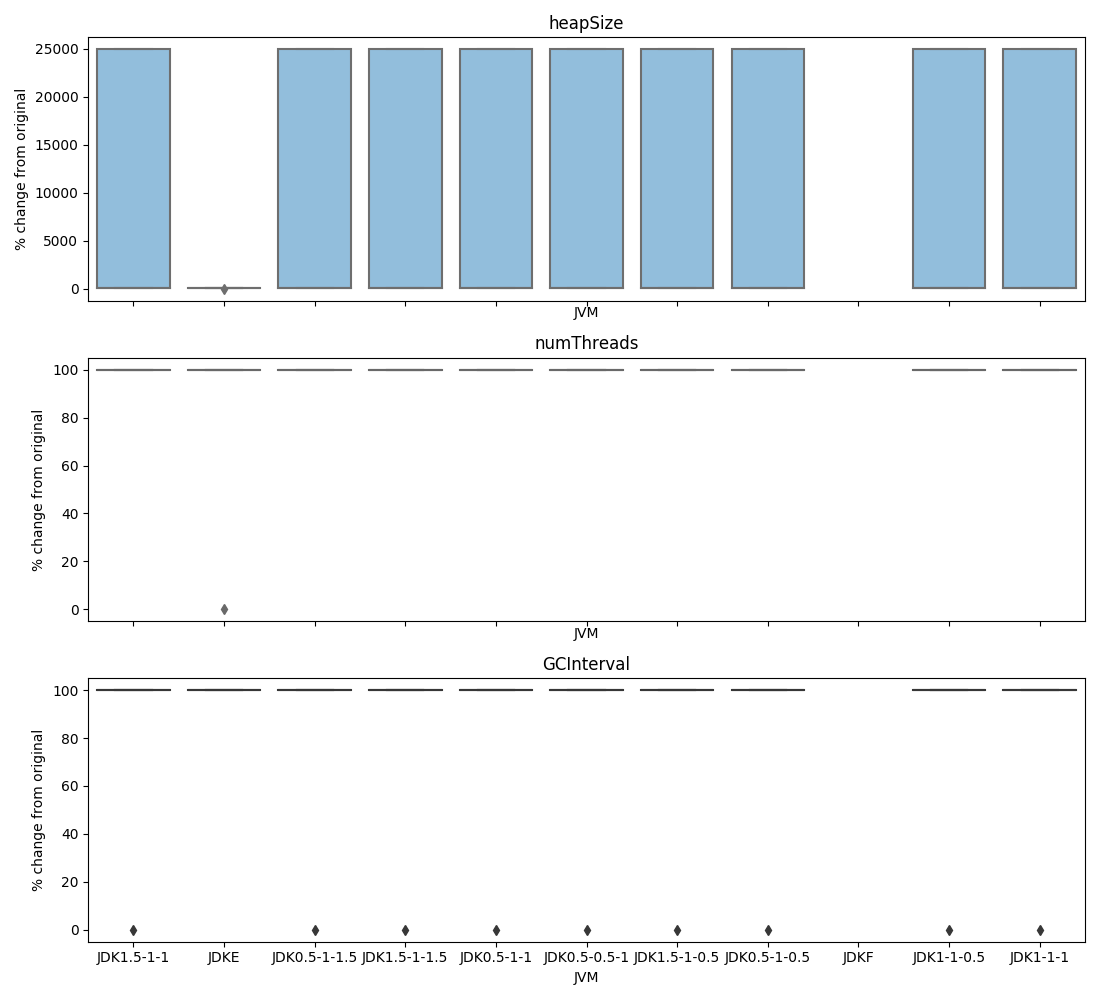 heapSize
% change from original
25000
20000
15000
10000
5000
0
JVM
numThreads
% change from original
100
80
60
40
20
0
JVM
GCInterval
% change from original
100
80
60
40
20
0
JDK1.5-1-1 JDKE JDK0.5-1-1.5 JDK1.5-1-1.5 JDK0.5-1-1 JDK0.5-0.5-1 JDK1.5-1-0.5 JDK0.5-1-0.5 JDKF JDK1-1-0.5 JDK1-1-1
JVM